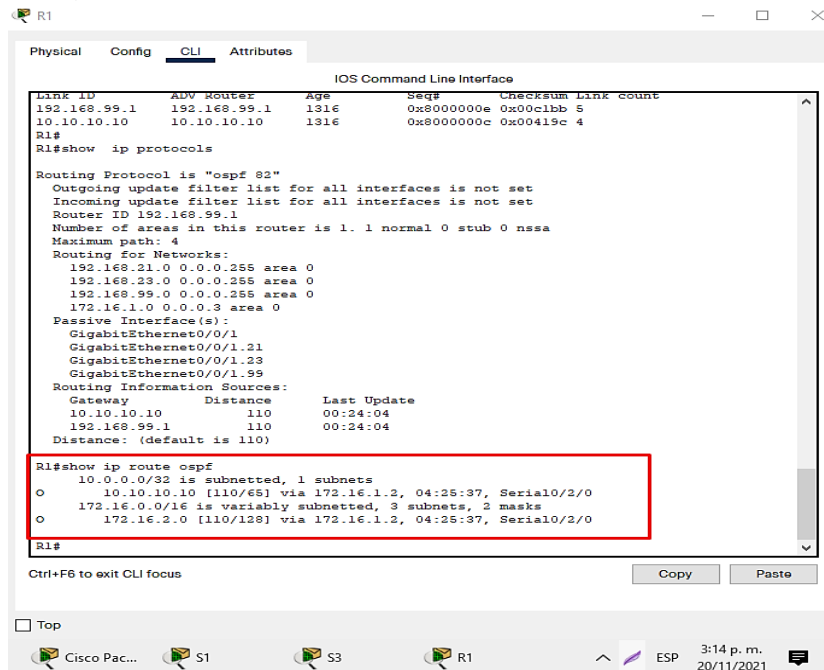 R1
Physical Config CLI Attributes
IOS Command Line Interface
Link ID ADV Router Age Seq# Checksum Link count
192.168.99.1 192.168.99.1 1316 0x8000000e 0x00c1bb 5
10.10.10.10 10.10.10.10 1316 0x8000000c 0x00419c 4
R1#
R1#show ip protocols
Routing Protocol is "ospf 82"
Outgoing update filter list for all interfaces is not set
Incoming update filter list for all interfaces is not set
Router ID 192.168.99.1
Number of areas in this router is 1. 1 normal 0 stub 0 nssa
Maximum path: 4
Routing for Networks:
192.168.21.0 0.0.0.255 area 0
192.168.23.0 0.0.0.255 area 0
192.168.99.0 0.0.0.255 area 0
172.16.1.0 0.0.0.3 area 0
Passive Interface(s):
GigabitEthernet0/0/1
GigabitEthernet0/0/1.21
GigabitEthernet0/0/1.23
GigabitEthernet0/0/1.99
Routing Information Sources:
Gateway Distance Last Update
10.10.10.10 110 00:24:04
192.168.99.1 110 00:24:04
Distance: (default is 110)
R1#show ip route ospf
10.0.0.0/32 is subnetted, 1 subnets
O 10.10.10.10 [110/65] via 172.16.1.2, 04:25:37, Serial0/2/0
172.16.0.0/16 is variably subnetted, 3 subnets, 2 masks
O 172.16.2.0 [110/128] via 172.16.1.2, 04:25:37, Serial0/2/0
R1#
Ctrl+F6 to exit CLI focus
Copy Paste
Top
Cisco Pac... S1 S3 R1 ESP 3:14 p. m.
20/11/2021